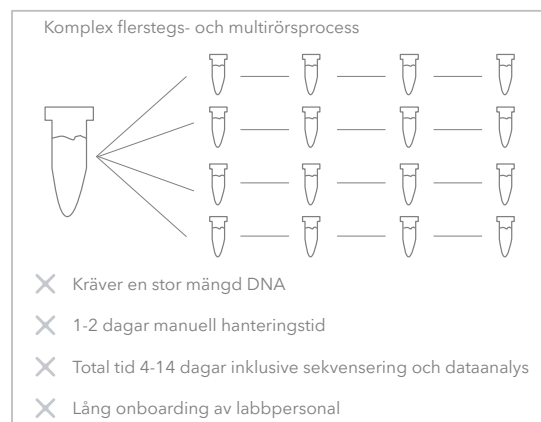 Komplex flerstegs- och multirörsprocess
Kräver en stor mängd DNA
1-2 dagar manuell hanteringstid
Total tid 4-14 dagar inklusive sekvensering och dataanalys
Lång onboarding av labbpersonal